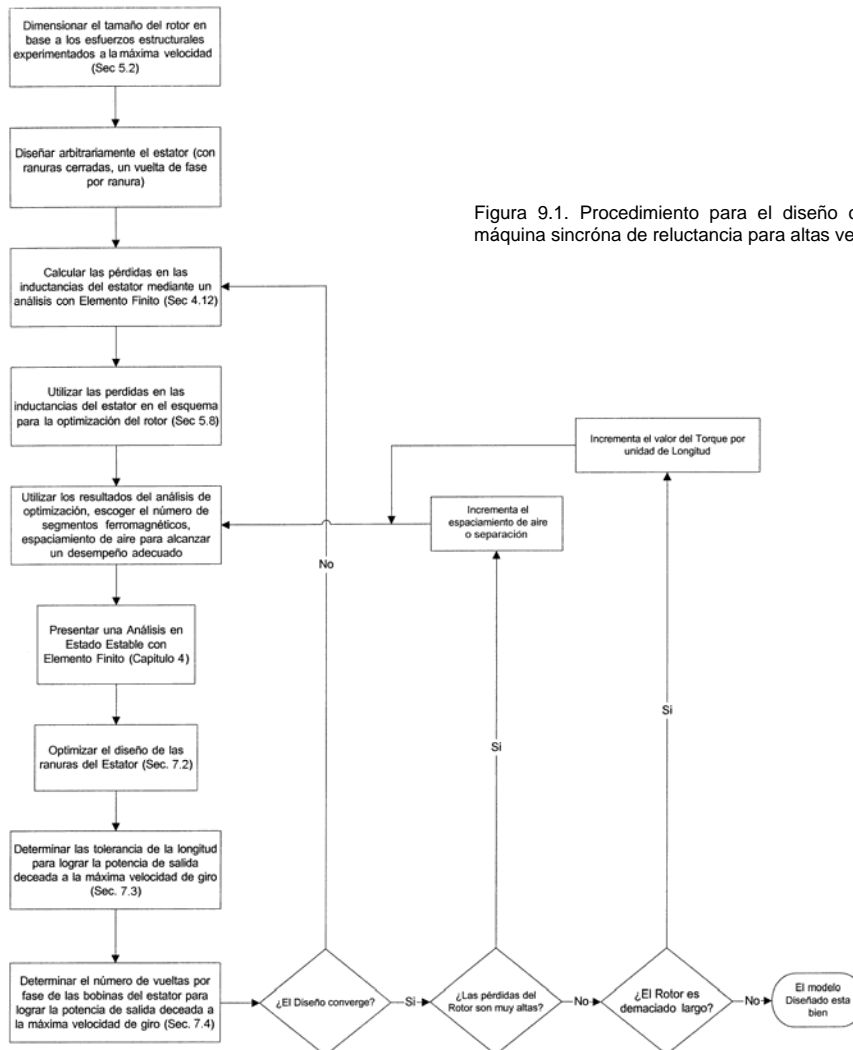 Dimensionar el tamaño del rotor en
base a los esfuerzos estructurales
experimentados a la máxima velocidad
(Sec 5.2)
Diseñar arbitrariamente el estator (con
ranuras cerradas, un vuelta de fase
por ranura)
Figura 9.1. Procedimiento para el diseño
máquina sincróna de reluctancia para altas
Calcular las pérdidas en las
inductancias del estator mediante un
análisis con Elemento Finito (Sec 4.12)
Utilizar las perdidas en las
inductancias del estator en el esquema
para la optimización del rotor (Sec 5.8)
Incrementa el valor del Torque por
unidad de Longitud
Utilizar los resultados del análisis de
optimización, escoger el número de
segmentos ferromagnéticos,
espaciamiento de aire para alcanzar
un desempeño adecuado
Incrementa el
espaciamiento de aire
o separación
No
Presentar una Análisis en
Estado Estable con
Elemento Finito (Capitulo 4)
Si
Si
Optimizar el diseño de las
ranuras del Estator (Sec. 7.2)
Determinar las tolerancia de la longitud
para lograr la potencia de salida
deceada a la máxima velocidad de giro
(Sec. 7.3)
Determinar el número de vueltas por
fase de las bobinas del estator para
lograr la potencia de salida deceada a
la máxima velocidad de giro (Sec. 7.4)
¿El Diseño converge?
Si
¿Las pérdidas del
Rotor son muy altas?
No
¿El Rotor es
demaciado largo?
No
El modelo
Diseñado esta
bien